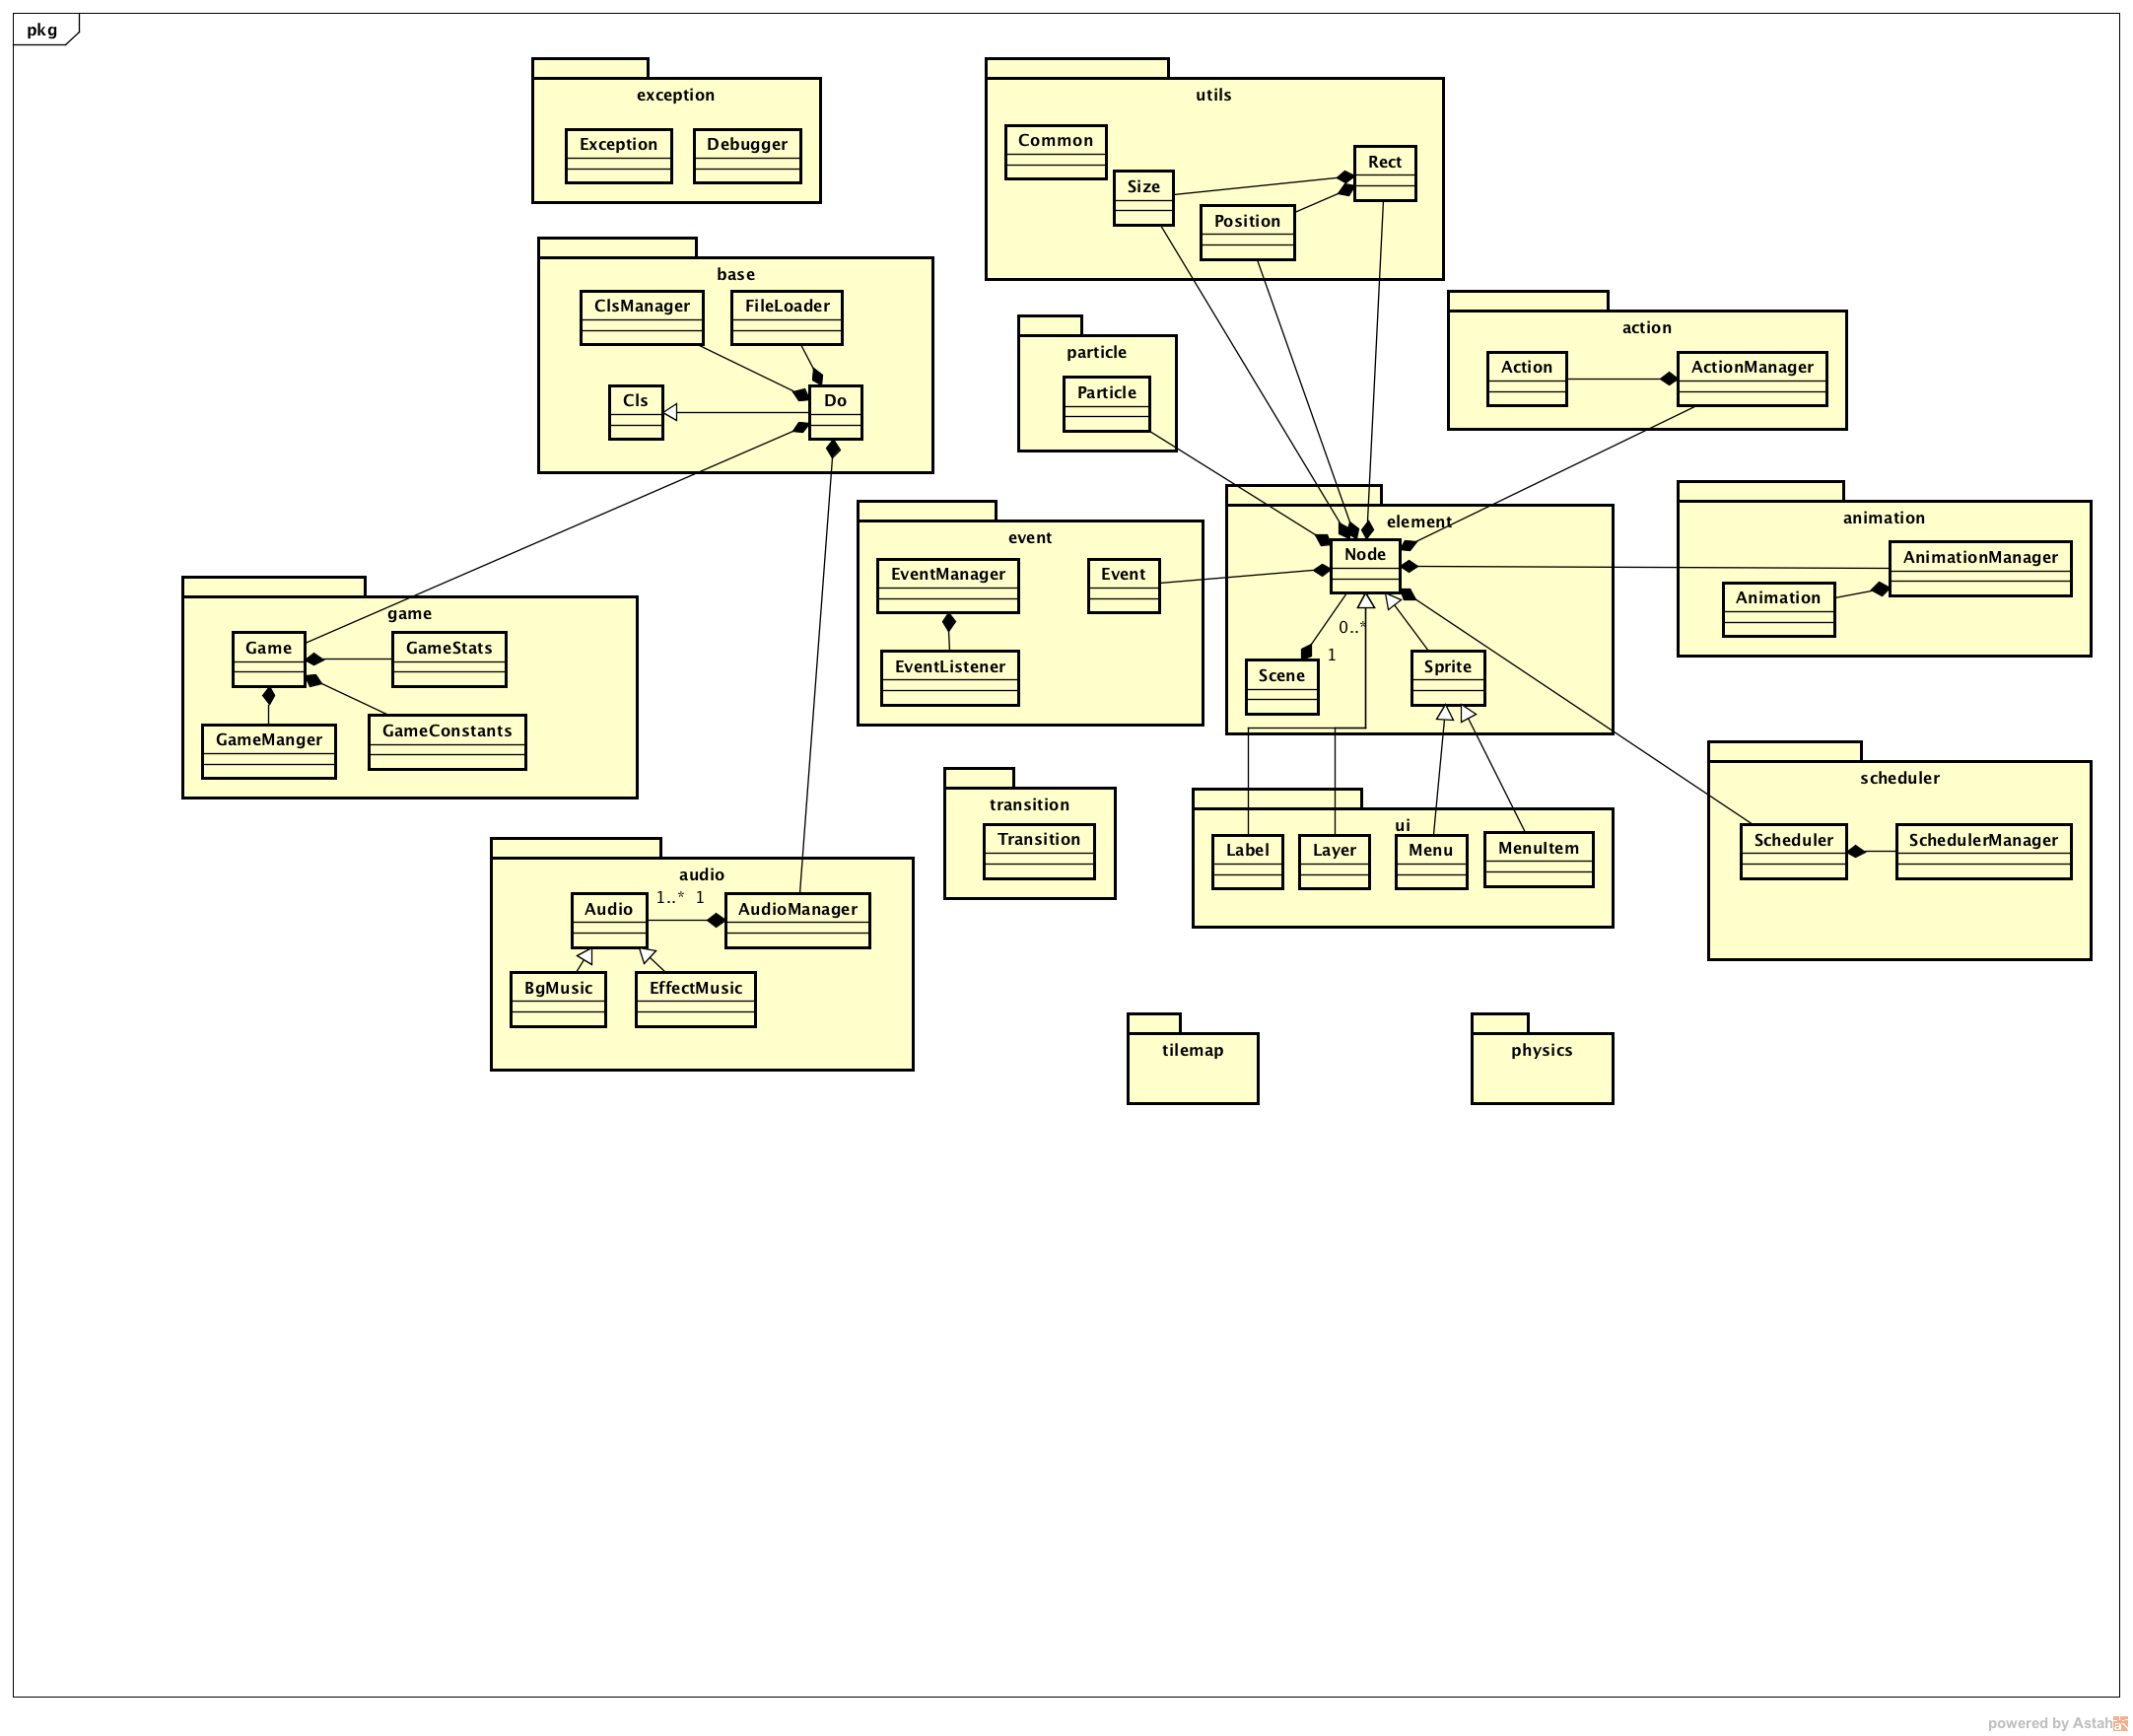 pkg
exception
Exception
Debugger
utils
Common
Size
Position
Rect
base
ClsManager
FileLoader
Cls
Do
particle
Particle
action
Action
ActionManager
event
EventManager
Event
EventListener
element
Node
0..*
1
Scene
Sprite
animation
AnimationManager
Animation
game
Game
GameStats
GameManger
GameConstants
transition
Transition
ui
Label
Layer
Menu
MenuItem
scheduler
Scheduler
SchedulerManager
audio
Audio
1..*
1
AudioManager
BgMusic
EffectMusic
tilemap
physics
powered by Astah